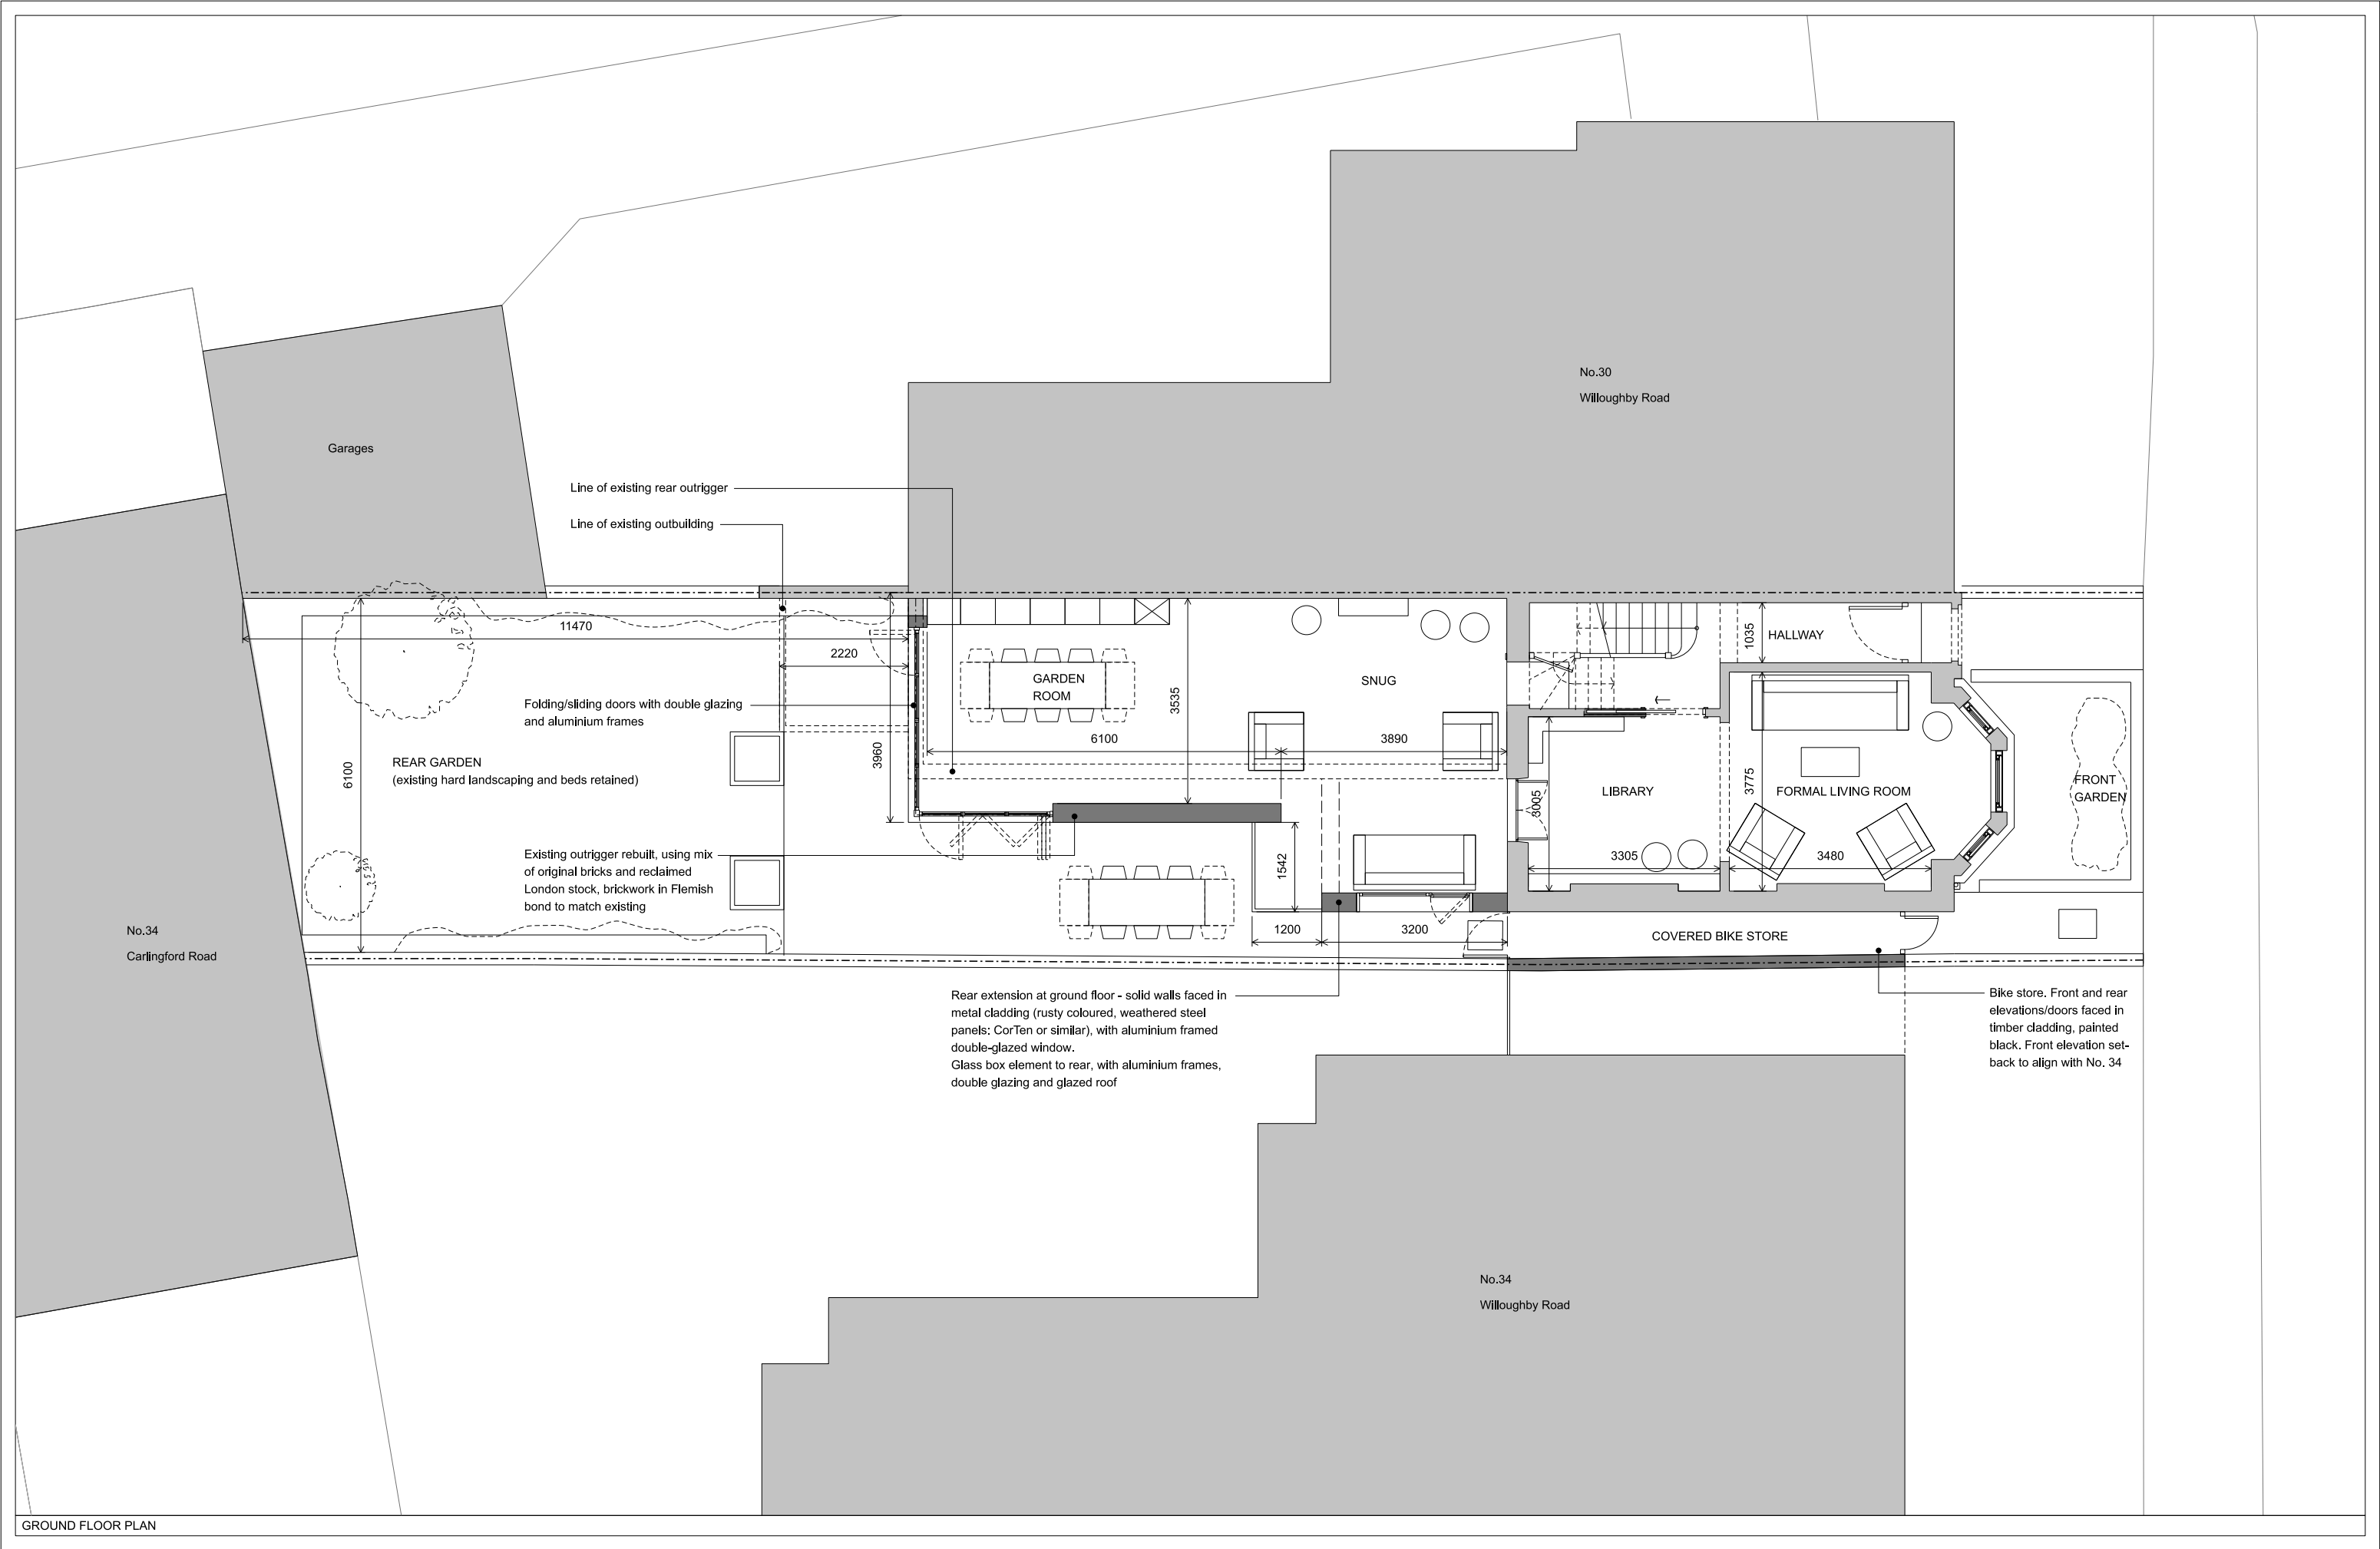 No.30
Willoughby Road
Garages
Line of existing rear outrigger
Line of existing outbuilding
11470
2220
1035
HALLWAY
GARDEN
ROOM
SNUG
3535
Folding/sliding doors with double glazing
and aluminium frames
6100
3890
3960
REAR GARDEN
(existing hard landscaping and beds retained)
6100
3005
LIBRARY
3775
FORMAL LIVING ROOM
FRONT
GARDEN
Existing outrigger rebuilt, using mix
of original bricks and reclaimed
London stock, brickwork in Flemish
bond to match existing
1542
3305
3480
No.34
Carlingford Road
1200
3200
COVERED BIKE STORE
Rear extension at ground floor - solid walls faced in
metal cladding (rusty coloured, weathered steel
panels: CorTen or similar), with aluminium framed
double-glazed window.
Glass box element to rear, with aluminium frames,
double glazing and glazed roof
Bike store. Front and rear
elevations/doors faced in
timber cladding, painted
black. Front elevation set-
back to align with No. 34
No.34
Willoughby Road
GROUND FLOOR PLAN